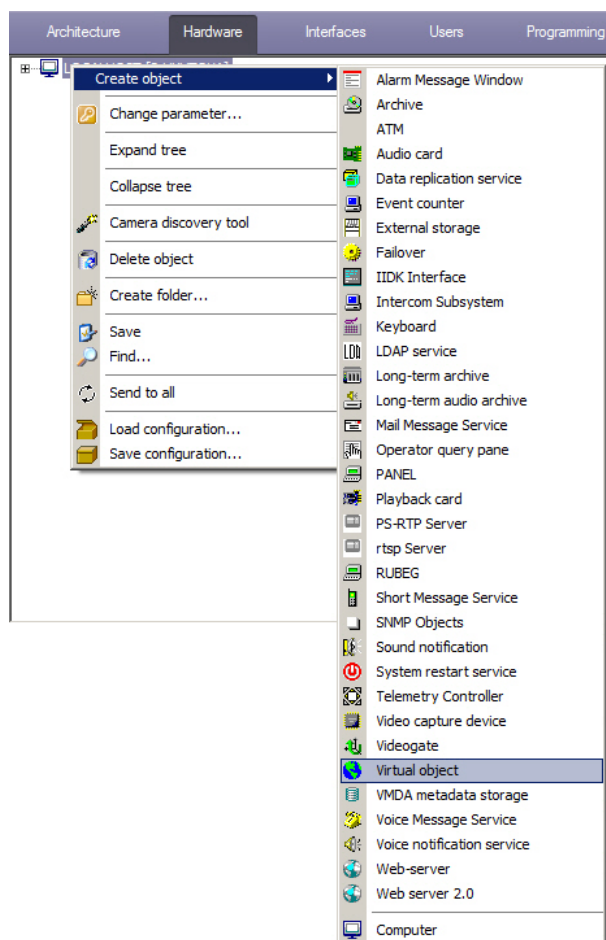 Architecture
Hardware
Interfaces
Users
Programming
Create object
Change parameter...
Expand tree
Collapse tree
Camera discovery tool
Delete object
Create folder...
Save
Find...
Send to all
Load configuration...
Save configuration...
Alarm Message Window
Archive
ATM
Audio card
Data replication service
Event counter
External storage
Failover
IIDK Interface
Intercom Subsystem
Keyboard
LDAP service
Long-term archive
Long-term audio archive
Mail Message Service
Operator query pane
PANEL
Playback card
PS-RTP Server
rtsp Server
RUBEG
Short Message Service
SNMP Objects
Sound notification
System restart service
Telemetry Controller
Video capture device
Videogate
Virtual object
VMDA metadata storage
Voice Message Service
Voice notification service
Web-server
Web server 2.0
Computer